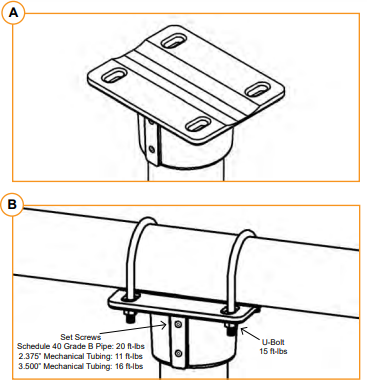 A
B
Set Screws
Schedule 40 Grade B Pipe: 20 ft-lbs
2.375" Mechanical Tubing: 11 ft-lbs
3.500" Mechanical Tubing: 16 ft-lbs
U-Bolt
15 ft-lbs